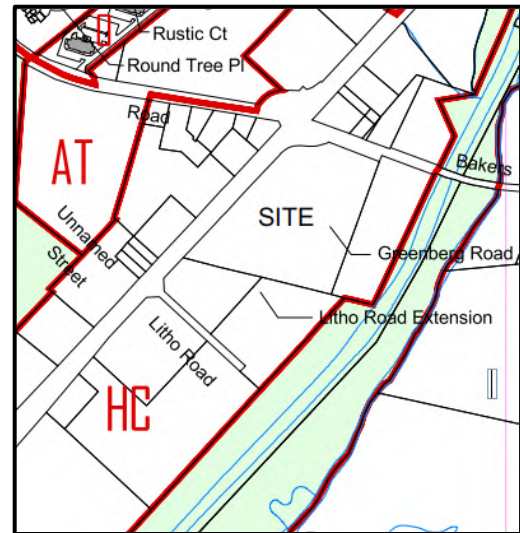 Rustic Ct
Round Tree Pl
Road
AT
Bakers
SITE
Unnamed
Street
Greenberg Road
Litho Road Extension
Litho Road
HC